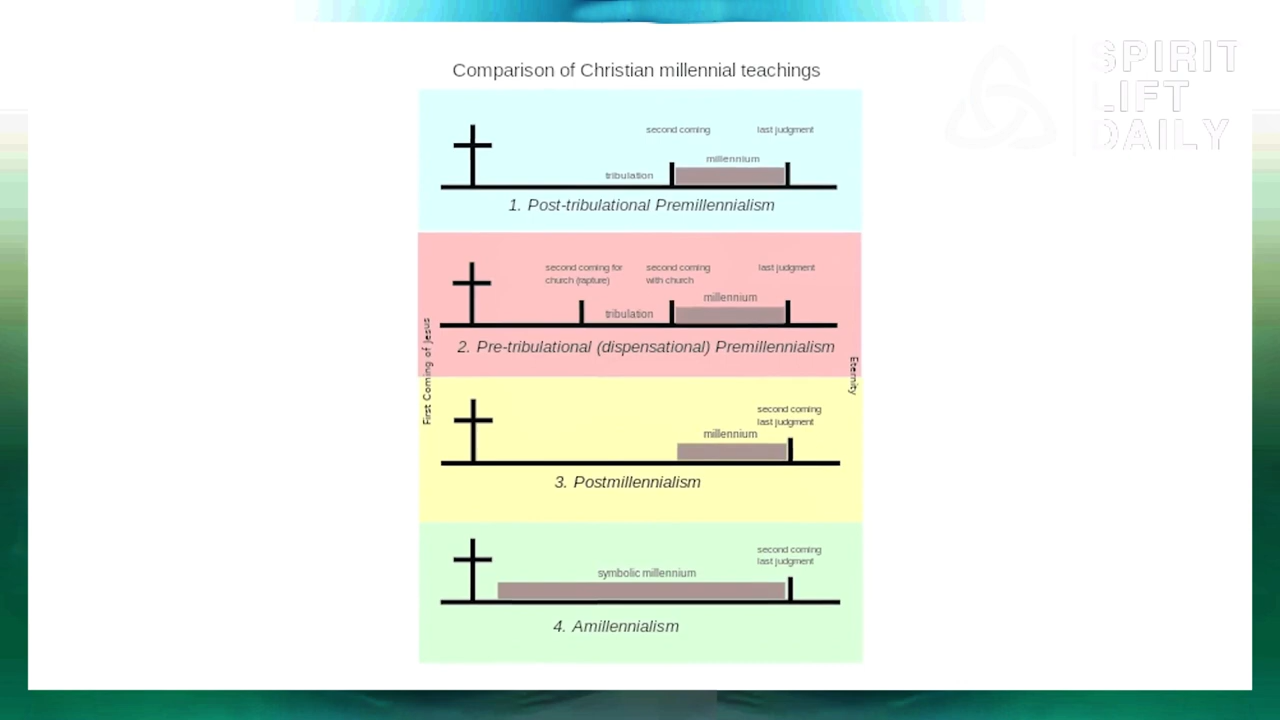 SPIRIT
LIFT
DAILY
Comparison of Christian millennial teachings
second coming
last judgment
millennium
tribulation
1. Post-tribulational Premillennialism
second coming for
church (rapture)
second coming
with church
last judgment
millennium
tribulation
2. Pre-tribulational (dispensational) Premillennialism
First Coming of Jesus
Eternity
second coming
last judgment
millennium
3. Postmillennialism
second coming
last judgment
symbolic millennium
4. Amillennialism